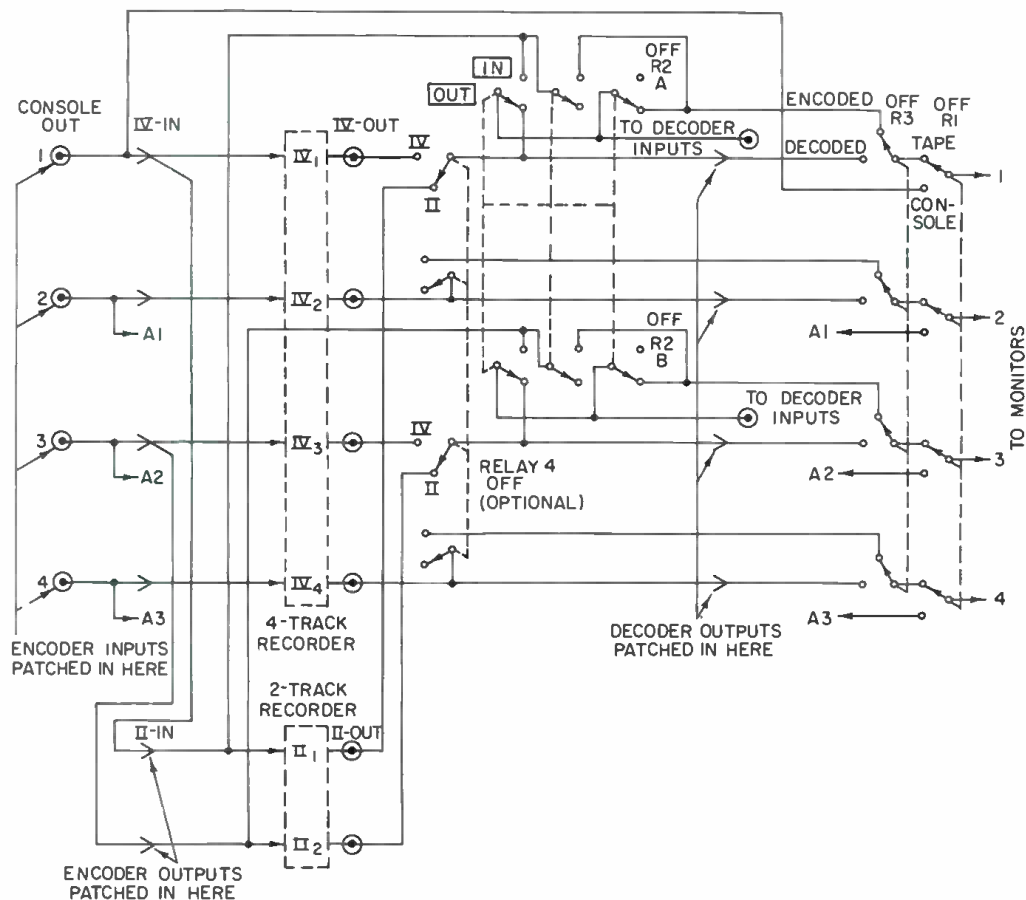 CONSOLE
OUT
IV-IN
IV-OUT
IN
OUT
OFF
R2
A
TO DECODER
INPUTS
ENCODED
DECODED
OFF
R3
OFF
R1
TAPE
CON-
SOLE
1
IV1
IV
II
1
2
A1
IV2
OFF
R2
B
A1
2
TO DECODER
INPUTS
TO MONITORS
3
A2
IV3
IV
II
RELAY 4
OFF
(OPTIONAL)
A2
3
4
A3
IV4
A3
4
ENCODER INPUTS
PATCHED IN HERE
4-TRACK
RECORDER
DECODER OUTPUTS
PATCHED IN HERE
2-TRACK
RECORDER
II-IN
II-OUT
II1
II2
ENCODER OUTPUTS
PATCHED IN HERE